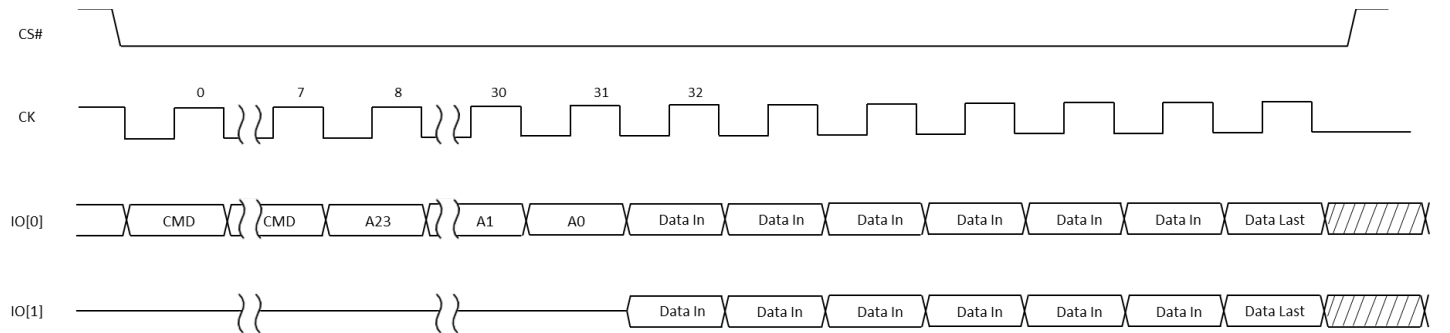 CS#
0 7 8 30 31 32
CK
IO[0] CMD CMD A23 A1 A0 Data In Data In Data In Data In Data In Data In Data Last
IO[1] Data In Data In Data In Data In Data In Data In Data Last